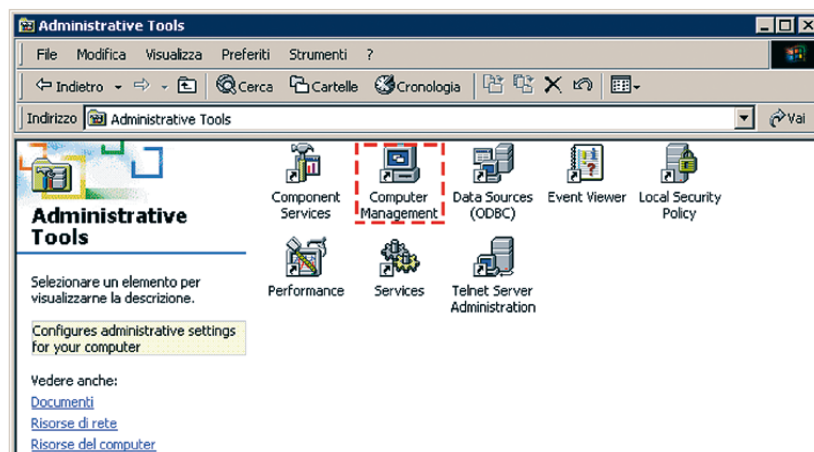 Administrative Tools
File Modifica Visualizza Preferiti Strumenti ?
Indietro Cerca Cartelle Cronologia
Indirizzo Administrative Tools Vai
Administrative
Tools
Selezionare un elemento per
visualizzarne la descrizione.
Configures administrative settings
for your computer
Vedere anche:
Documenti
Risorse di rete
Risorse del computer
Component
Services
Computer
Management
Data Sources
(ODBC)
Event Viewer
Local Security
Policy
Performance
Services
Telnet Server
Administration